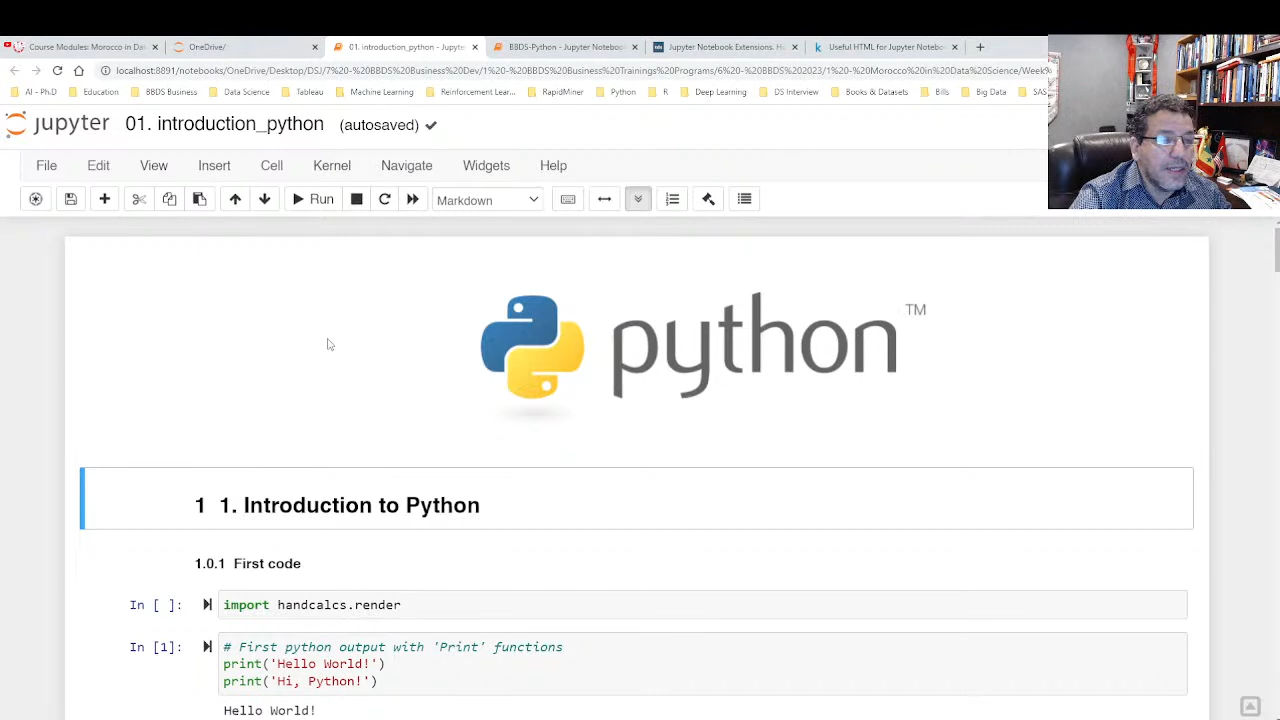 Course Modules: Morocco in Da
OneDrive/
01. introduction_python - Jupyte
BBDS-Python - Jupyter Notebook
Jupyter Notebook Extensions. H
Useful HTML for Jupyter Notebo
localhost:8891/notebooks/OneDrive/Desktop/DSJ/7%20-%20BBDS%20Business%20Dev/1%20-%20BBDS%20Business%20Trainings%20Programs/6%20-%20BBDS%202023/1%20-%20Morocco%20in%20Data%20Science/Week%
AI - Ph.D
Education
BBDS Business
Data Science
Tableau
Machine Learning
Reinforcement Lear...
RapidMiner
Python
R
Deep Learning
DS Interview
Books & Datasets
Bills
Big Data
SAS
jupyter 01. introduction_python (autosaved)
File Edit View Insert Cell Kernel Navigate Widgets Help
Run Markdown
python TM
1 1. Introduction to Python
1.0.1 First code
In [ ]: import handcalcs.render
In [1]: # First python output with 'Print' functions
print('Hello World!')
print('Hi, Python!')
Hello World!